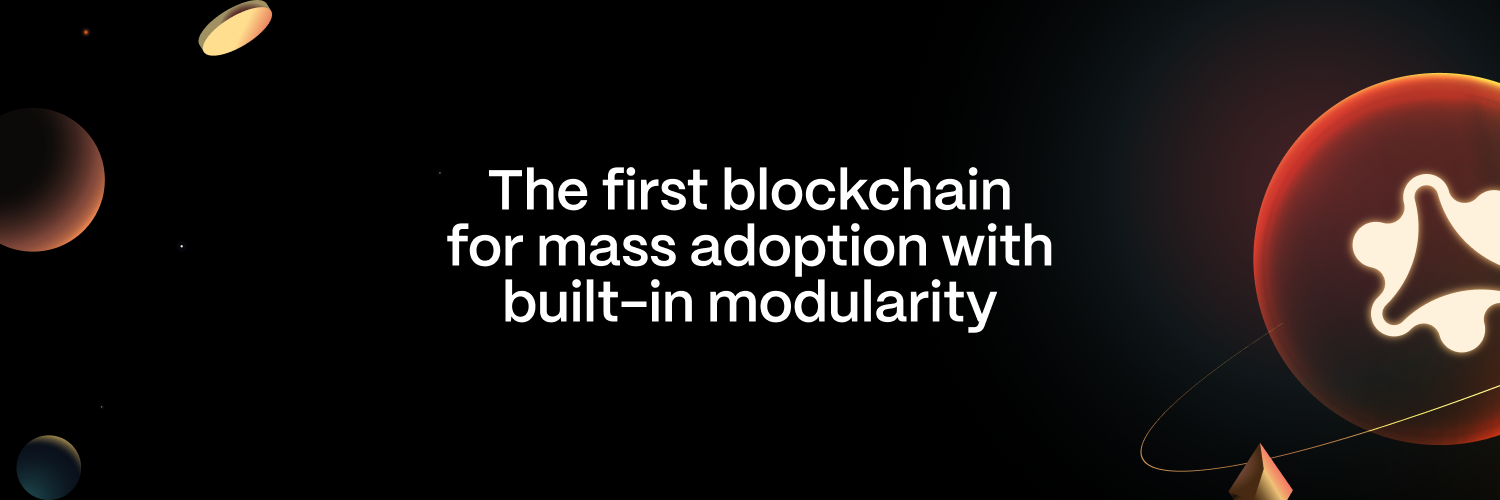 The first blockchain
for mass adoption with
built–in modularity